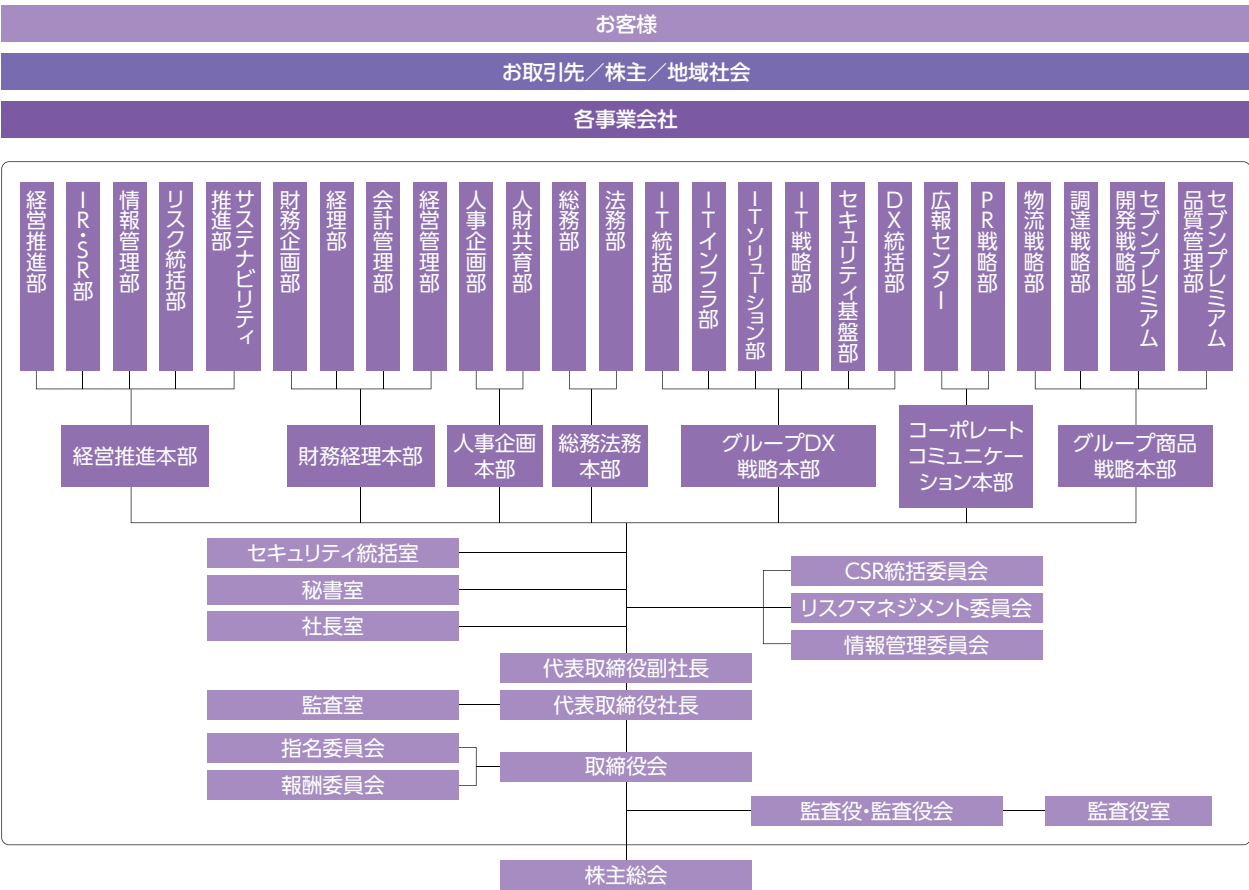 お客様
お取引先／株主／地域社会
各事業会社
経営推進部
IR・SR部
情報管理部
リスク統括部
サステナビリティ
推進部
財務企画部
経理部
会計管理部
経営管理部
人事企画部
人財共育部
総務部
法務部
IT統括部
ITインフラ部
ITソリューション部
IT戦略部
セキュリティ基盤部
DX統括部
広報センター
PR戦略部
物流戦略部
調達戦略部
セブンプレミアム
開発戦略部
セブンプレミアム
品質管理部
経営推進本部
財務経理本部
人事企画
本部
総務法務
本部
グループDX
戦略本部
コーポレート
コミュニケー
ション本部
グループ商品
戦略本部
セキュリティ統括室
秘書室
社長室
CSR統括委員会
リスクマネジメント委員会
情報管理委員会
代表取締役副社長
監査室
代表取締役社長
指名委員会
報酬委員会
取締役会
監査役・監査役会
監査役室
株主総会